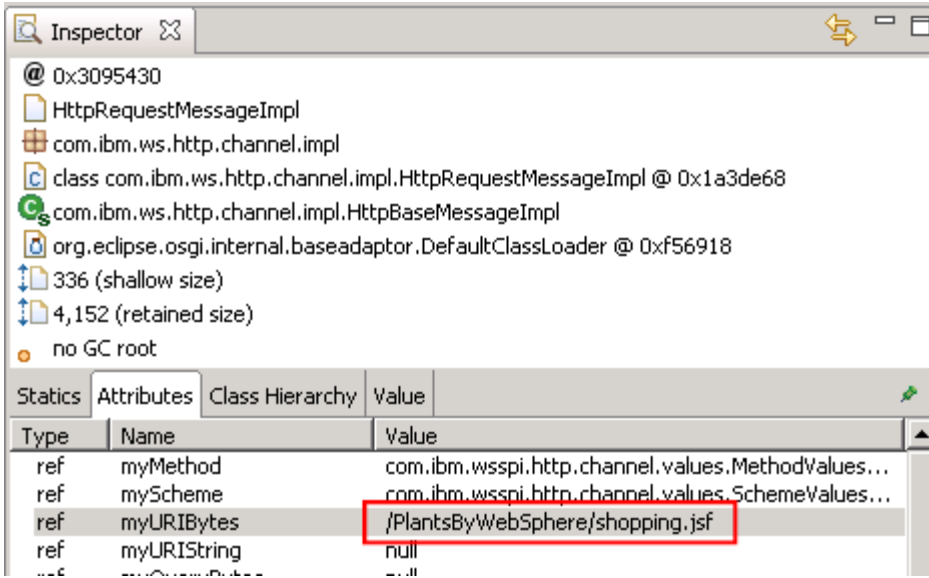 Inspector
@ 0x3095430
HttpRequestMessageImpl
com.ibm.ws.http.channel.impl
class com.ibm.ws.http.channel.impl.HttpRequestMessageImpl @ 0x1a3de68
com.ibm.ws.http.channel.impl.HttpBaseMessageImpl
org.eclipse.osgi.internal.baseadaptor.DefaultClassLoader @ 0xf56918
336 (shallow size)
4,152 (retained size)
no GC root
Statics Attributes Class Hierarchy Value
Type Name Value
ref myMethod com.ibm.wsspi.http.channel.values.MethodValues...
ref myScheme com.ibm.wsspi.http.channel.values.SchemeValues...
ref myURIBytes /PlantsByWebSphere/shopping.jsf
ref myURIString null